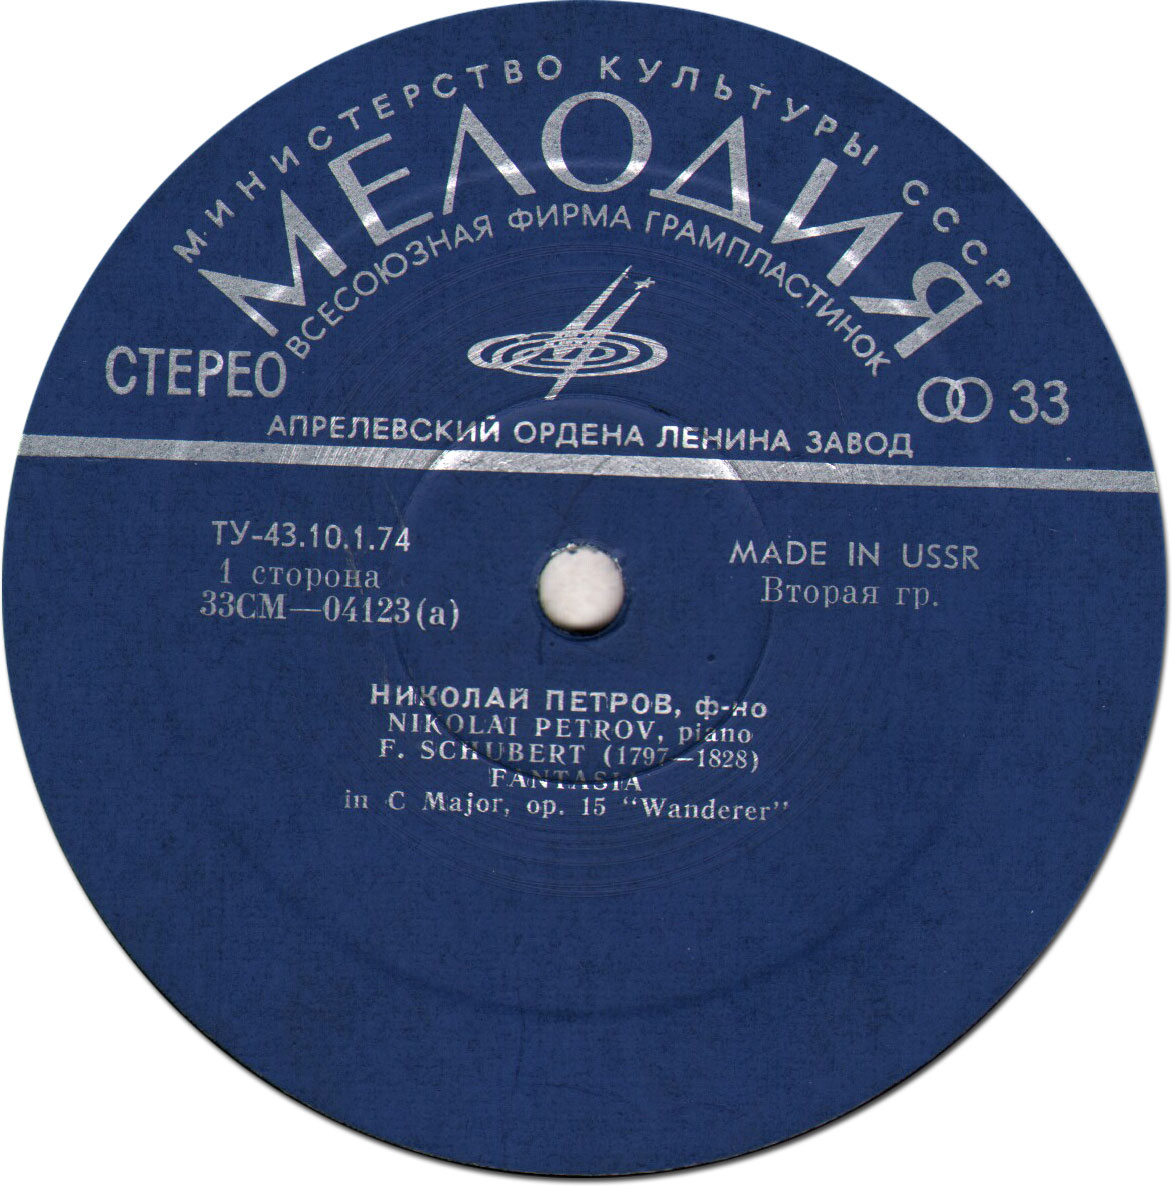 МИНИСТЕРСТВО КУЛЬТУРЫ СССР
МЕЛОДИЯ
ВСЕСОЮЗНАЯ ФИРМА ГРАМПЛАСТИНОК
СТЕРЕО
33
АПРЕЛЕВСКИЙ ОРДЕНА ЛЕНИНА ЗАВОД
ТУ-43.10.1.74
1 сторона
33СМ—04123(а)
MADE IN USSR
Вторая гр.
НИКОЛАЙ ПЕТРОВ, ф-но
NIKOLAI PETROV, piano
F. SCHUBERT (1797—1828)
FANTASIA
in C Major, op. 15 "Wanderer"